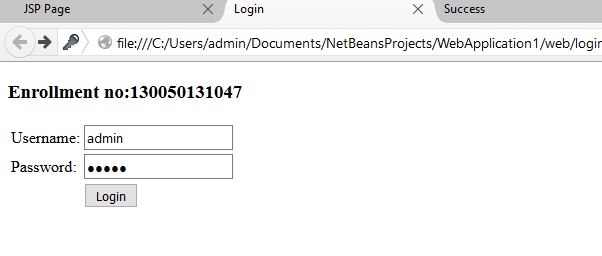 JSP Page Login Success
file:///C:/Users/admin/Documents/NetBeansProjects/WebApplication1/web/login
Enrollment no:130050131047
Username: admin
Password: •••••
Login